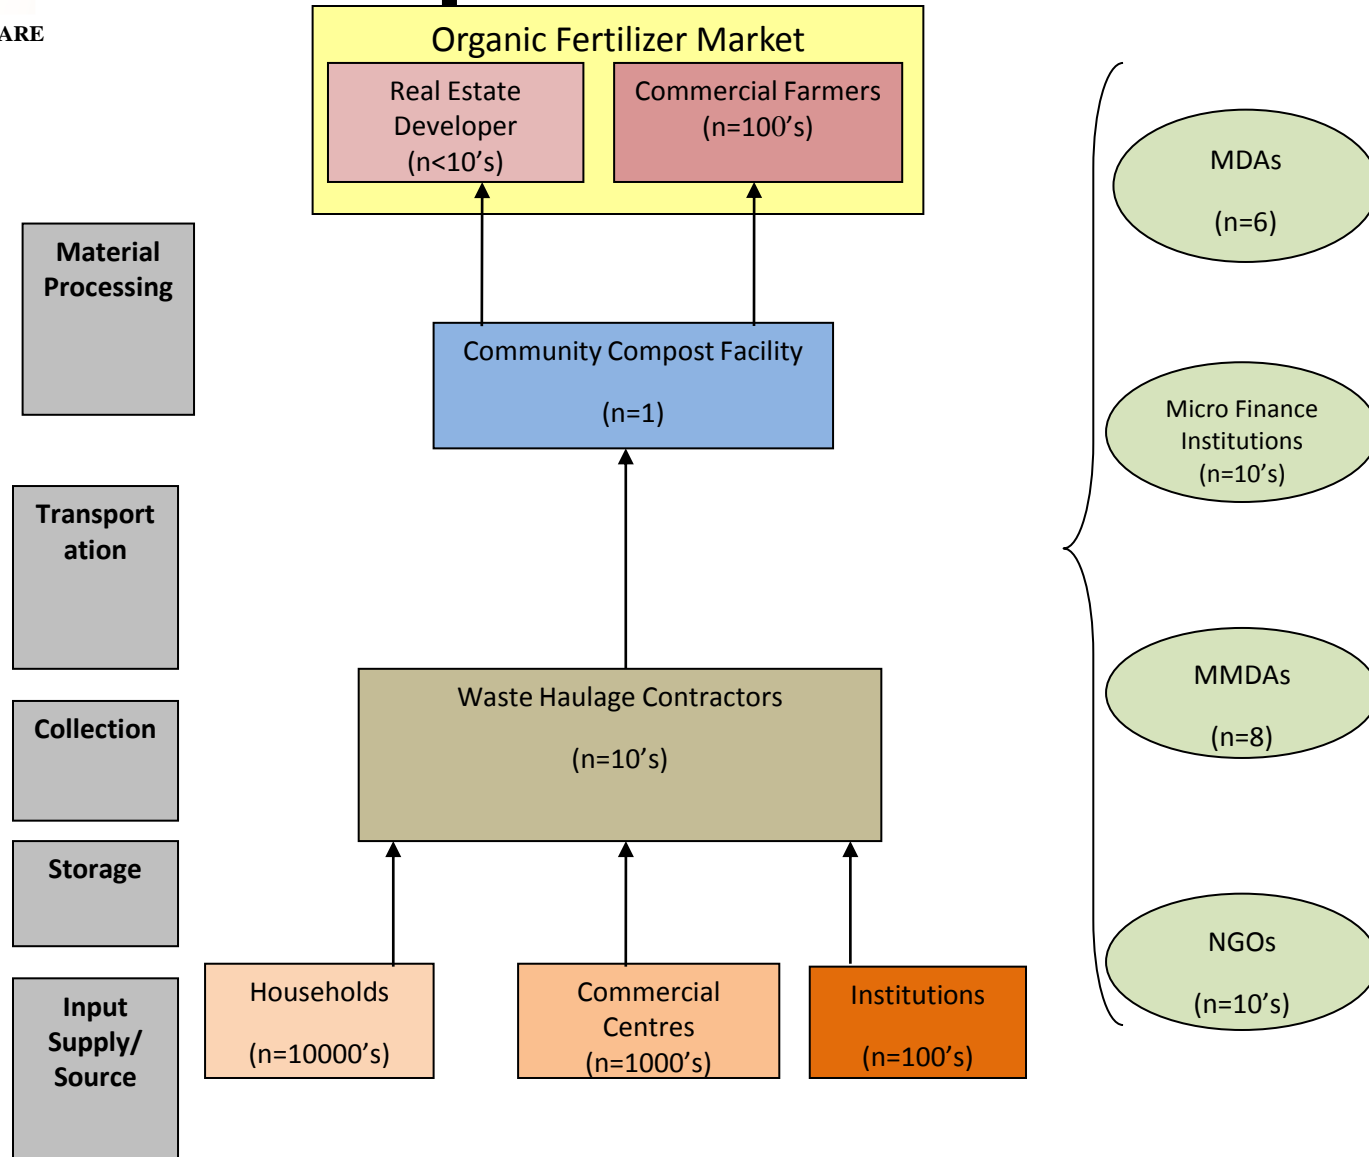 ARE
Organic Fertilizer Market
Real Estate
Developer
(n<10’s)
Commercial Farmers
(n=100’s)
Material
Processing
Community Compost Facility
(n=1)
Transport
ation
Waste Haulage Contractors
(n=10’s)
Collection
Storage
Input
Supply/
Source
Households
(n=10000’s)
Commercial
Centres
(n=1000’s)
Institutions
(n=100’s)
MDAs
(n=6)
Micro Finance
Institutions
(n=10’s)
MMDAs
(n=8)
NGOs
(n=10’s)